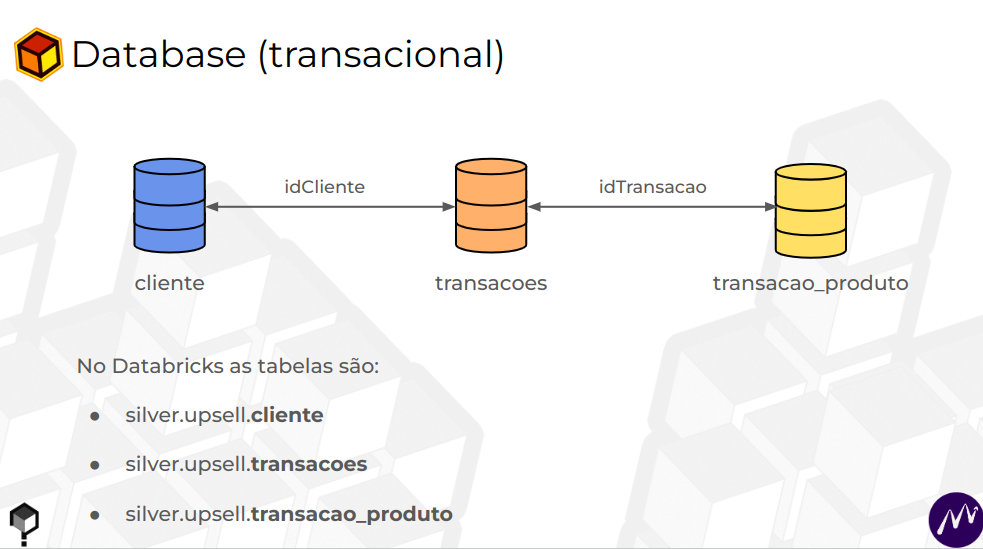 Database (transacional)
idCliente
idTransacao
cliente
transacoes
transacao_produto
No Databricks as tabelas são:
● silver.upsell.cliente
● silver.upsell.transacoes
● silver.upsell.transacao_produto